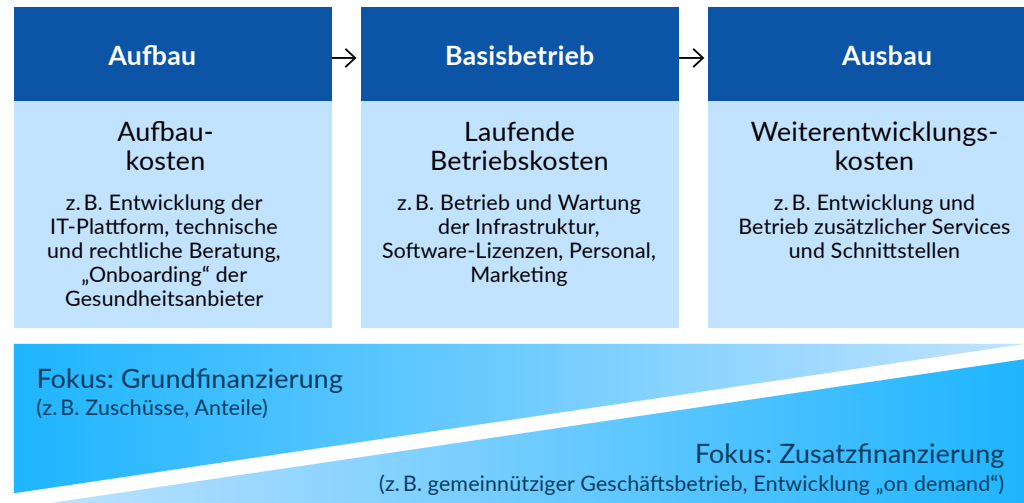 Aufbau
Aufbau-
kosten
z. B. Entwicklung der
IT-Plattform, technische
und rechtliche Beratung,
„Onboarding“ der
Gesundheitsanbieter
Basisbetrieb
Laufende
Betriebskosten
z. B. Betrieb und Wartung
der Infrastruktur,
Software-Lizenzen, Personal,
Marketing
Ausbau
Weiterentwicklungs-
kosten
z. B. Entwicklung und
Betrieb zusätzlicher Services
und Schnittstellen
Fokus: Grundfinanzierung
(z. B. Zuschüsse, Anteile)
Fokus: Zusatzfinanzierung
(z. B. gemeinnütziger Geschäftsbetrieb, Entwicklung „on demand“)